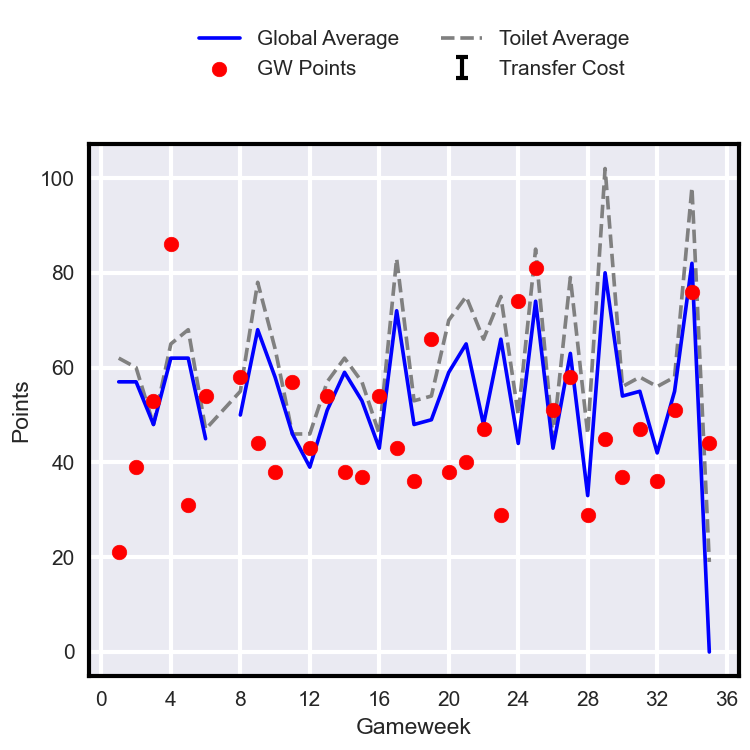 Global Average
Toilet Average
GW Points
Transfer Cost
100
80
60
40
20
0
Points
0 4 8 12 16 20 24 28 32 36
Gameweek